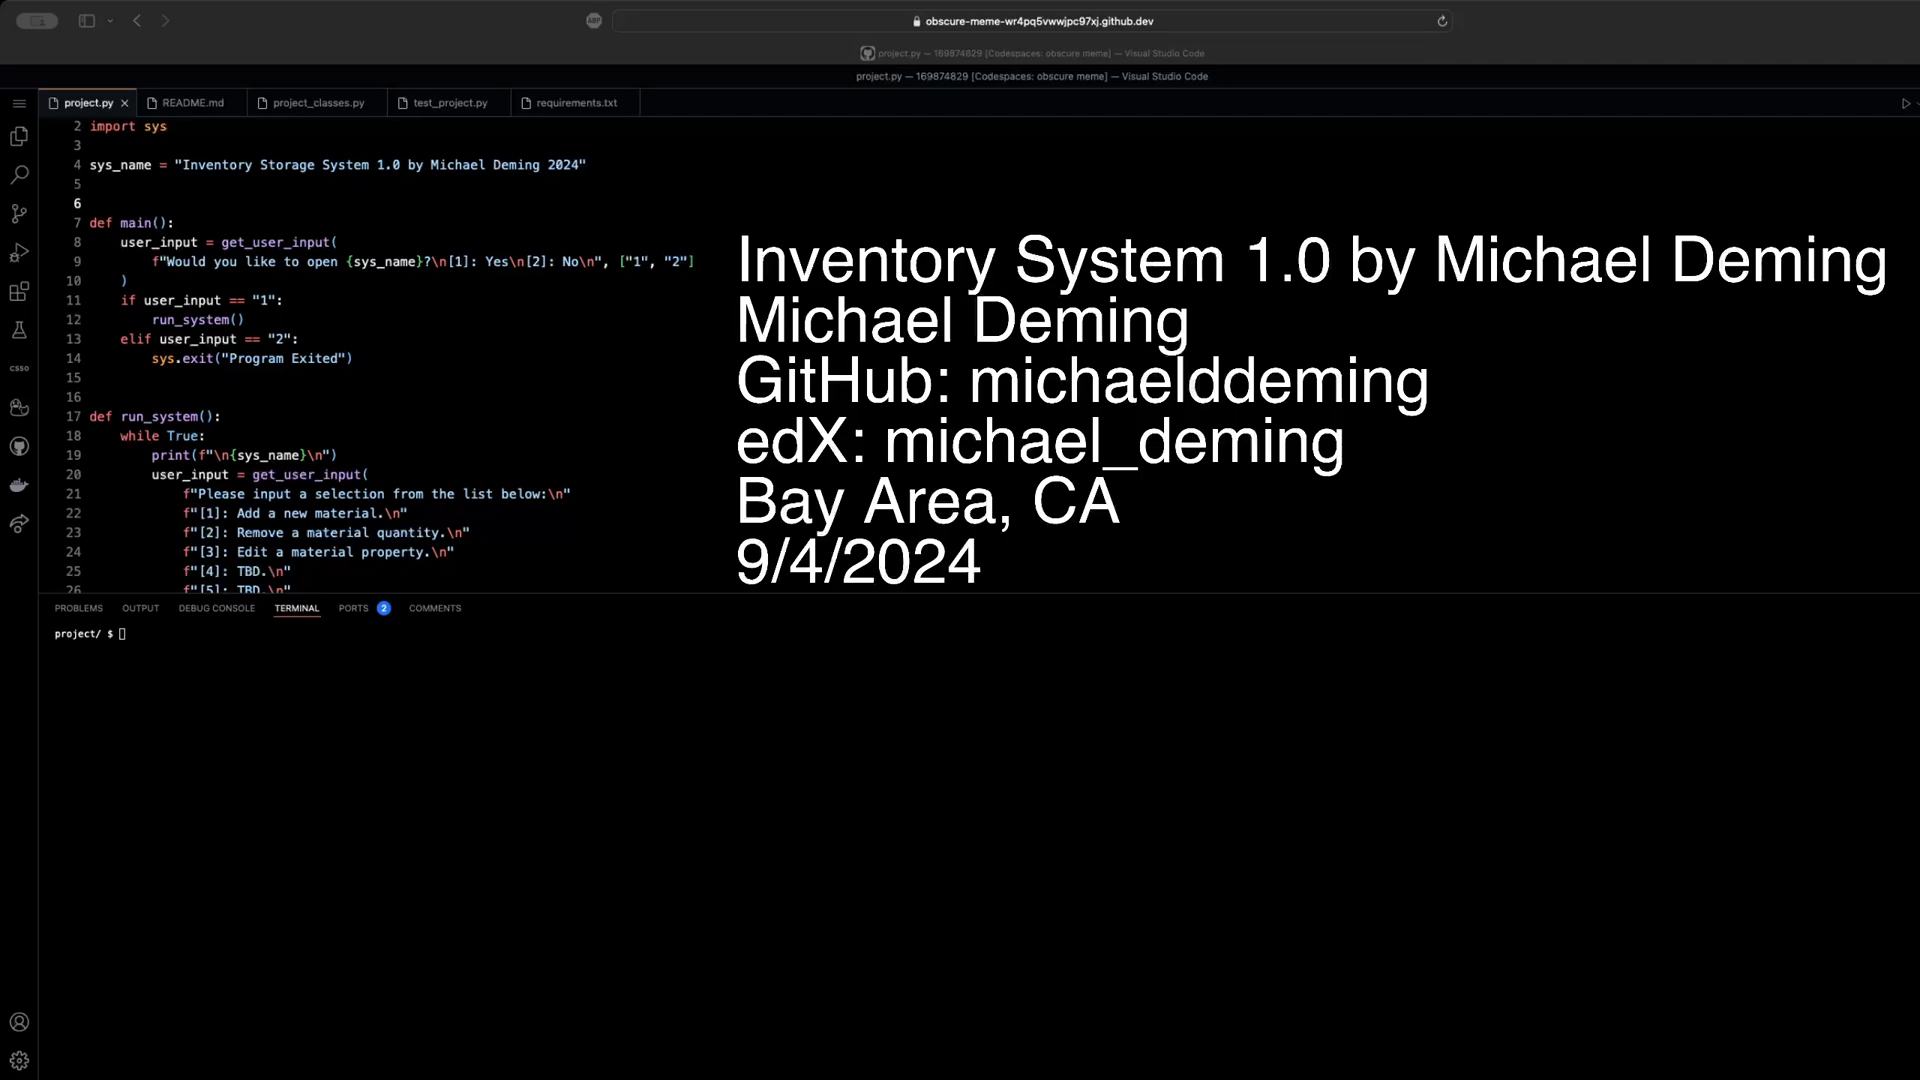 ABP
obscure-meme-wr4pq5vwwjpc97xj.github.dev
project.py — 169874829 [Codespaces: obscure meme] — Visual Studio Code
project.py — 169874829 [Codespaces: obscure meme] — Visual Studio Code
project.py README.md project_classes.py test_project.py requirements.txt
2 import sys
3
4 sys_name = "Inventory Storage System 1.0 by Michael Deming 2024"
5
6
7 def main():
8     user_input = get_user_input(
9         f"Would you like to open {sys_name}?\n[1]: Yes\n[2]: No\n", ["1", "2"]
10     )
11     if user_input == "1":
12         run_system()
13     elif user_input == "2":
14         sys.exit("Program Exited")
15
16
17 def run_system():
18     while True:
19         print(f"\n{sys_name}\n")
20         user_input = get_user_input(
21             f"Please input a selection from the list below:\n"
22             f"[1]: Add a new material.\n"
23             f"[2]: Remove a material quantity.\n"
24             f"[3]: Edit a material property.\n"
25             f"[4]: TBD.\n"
26             f"[5]: TBD.\n"
Inventory System 1.0 by Michael Deming
Michael Deming
GitHub: michaelddeming
edX: michael_deming
Bay Area, CA
9/4/2024
csso
PROBLEMS OUTPUT DEBUG CONSOLE TERMINAL PORTS 2 COMMENTS
project/ $